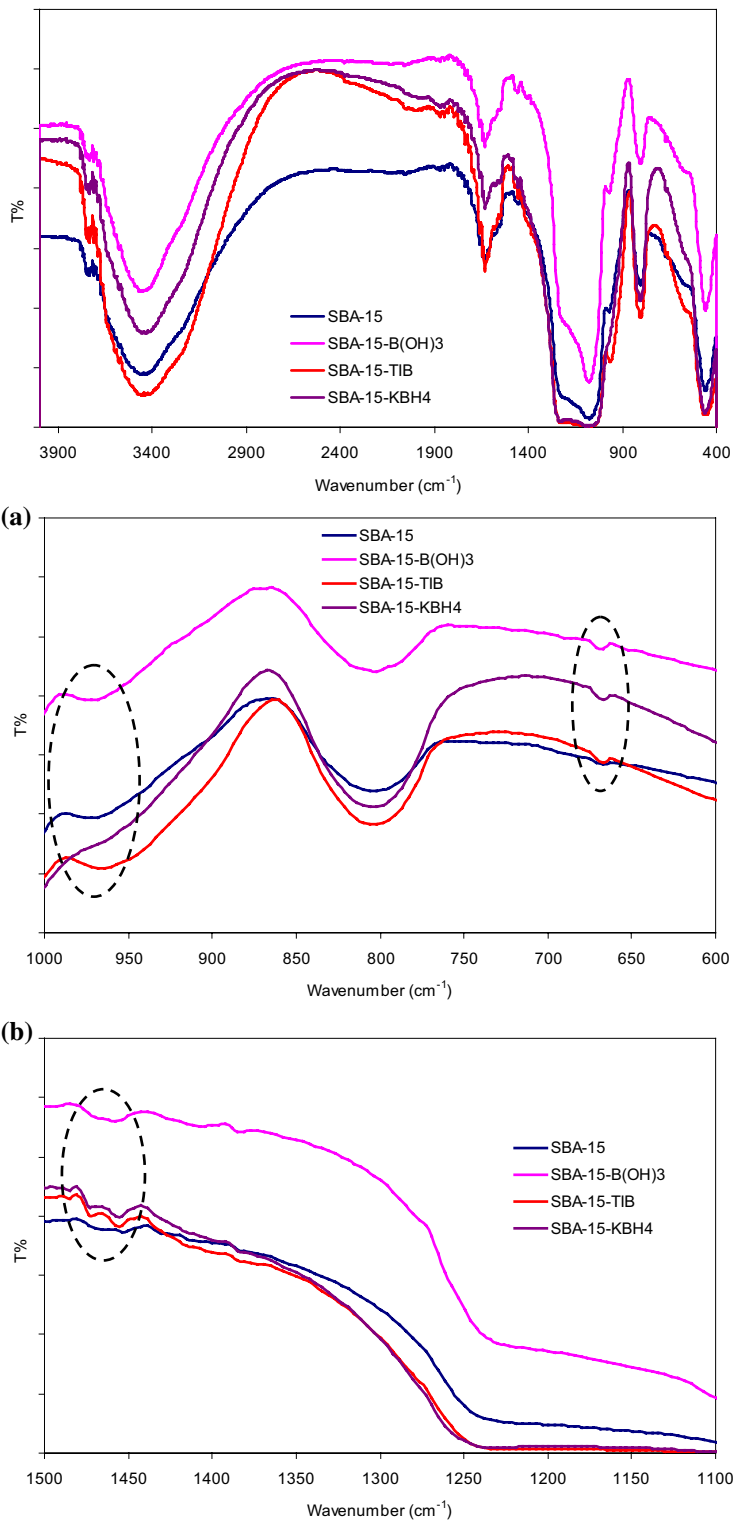 T%
SBA-15
SBA-15-B(OH)3
SBA-15-TIB
SBA-15-KBH4
3900 3400 2900 2400 1900 1400 900 400
Wavenumber (cm-1)
(a)
SBA-15
SBA-15-B(OH)3
SBA-15-TIB
SBA-15-KBH4
T%
1000 950 900 850 800 750 700 650 600
Wavenumber (cm-1)
(b)
SBA-15
SBA-15-B(OH)3
SBA-15-TIB
SBA-15-KBH4
T%
1500 1450 1400 1350 1300 1250 1200 1150 1100
Wavenumber (cm-1)